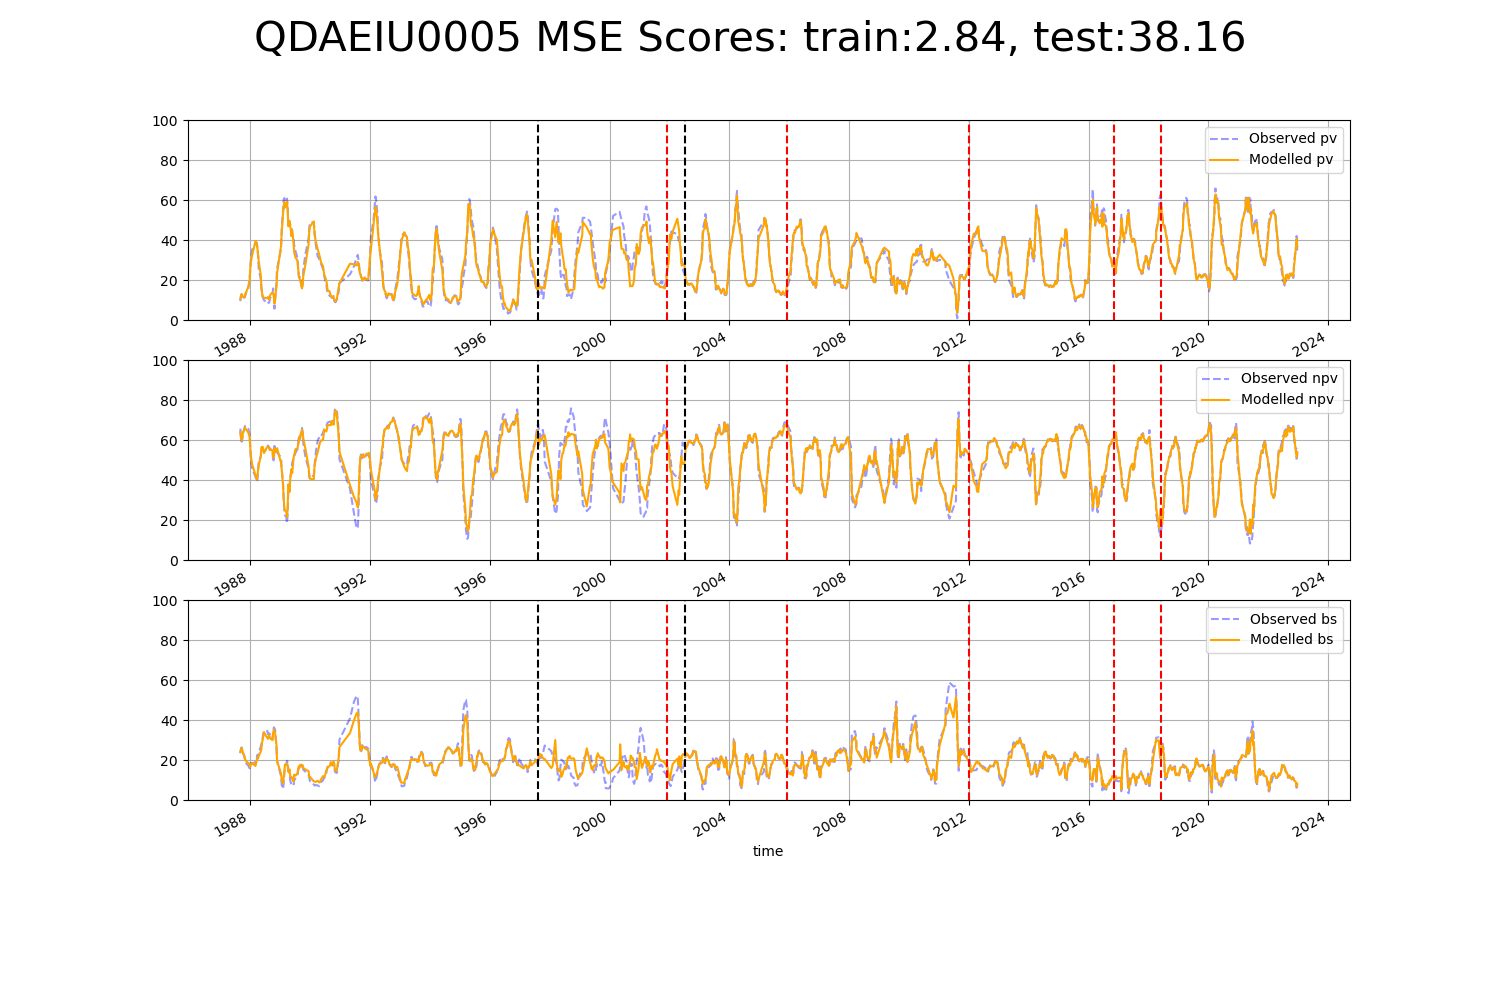 QDAEIU0005 MSE Scores: train:2.84, test:38.16
100
80
60
40
20
0
Observed pv
Modelled pv
1988 1992 1996 2000 2004 2008 2012 2016 2020 2024
100
80
60
40
20
0
Observed npv
Modelled npv
1988 1992 1996 2000 2004 2008 2012 2016 2020 2024
100
80
60
40
20
0
Observed bs
Modelled bs
1988 1992 1996 2000 2004 2008 2012 2016 2020 2024
time